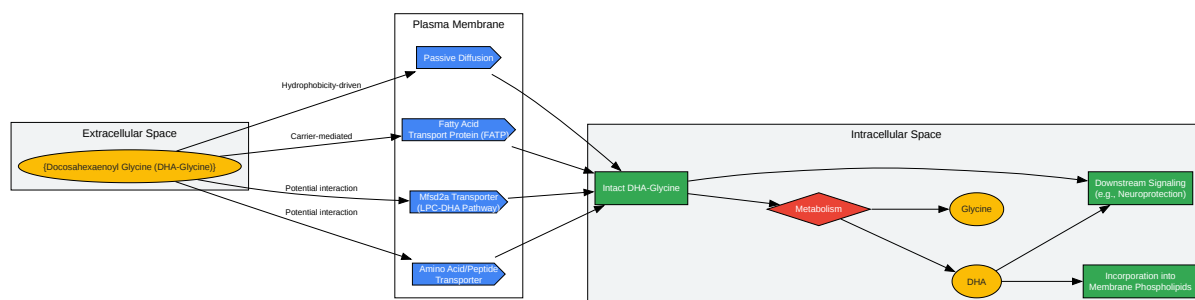 Plasma Membrane
Passive Diffusion
Hydrophobicity-driven
Fatty Acid
Transport Protein (FATP)
Carrier-mediated
Extracellular Space
{Docosahexaenoyl Glycine (DHA-Glycine)}
Potential interaction
Mfsd2a Transporter
(LPC-DHA Pathway)
Potential interaction
Amino Acid/Peptide
Transporter
Intracellular Space
Intact DHA-Glycine
Metabolism
Glycine
DHA
Downstream Signaling
(e.g., Neuroprotection)
Incorporation into
Membrane Phospholipids